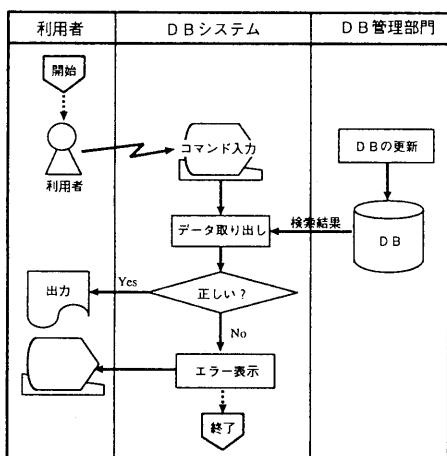 利用者
DBシステム
DB管理部門
開始
利用者
コマンド入力
DBの更新
データ取り出し
検索結果
DB
正しい?
Yes
出力
No
エラー表示
終了